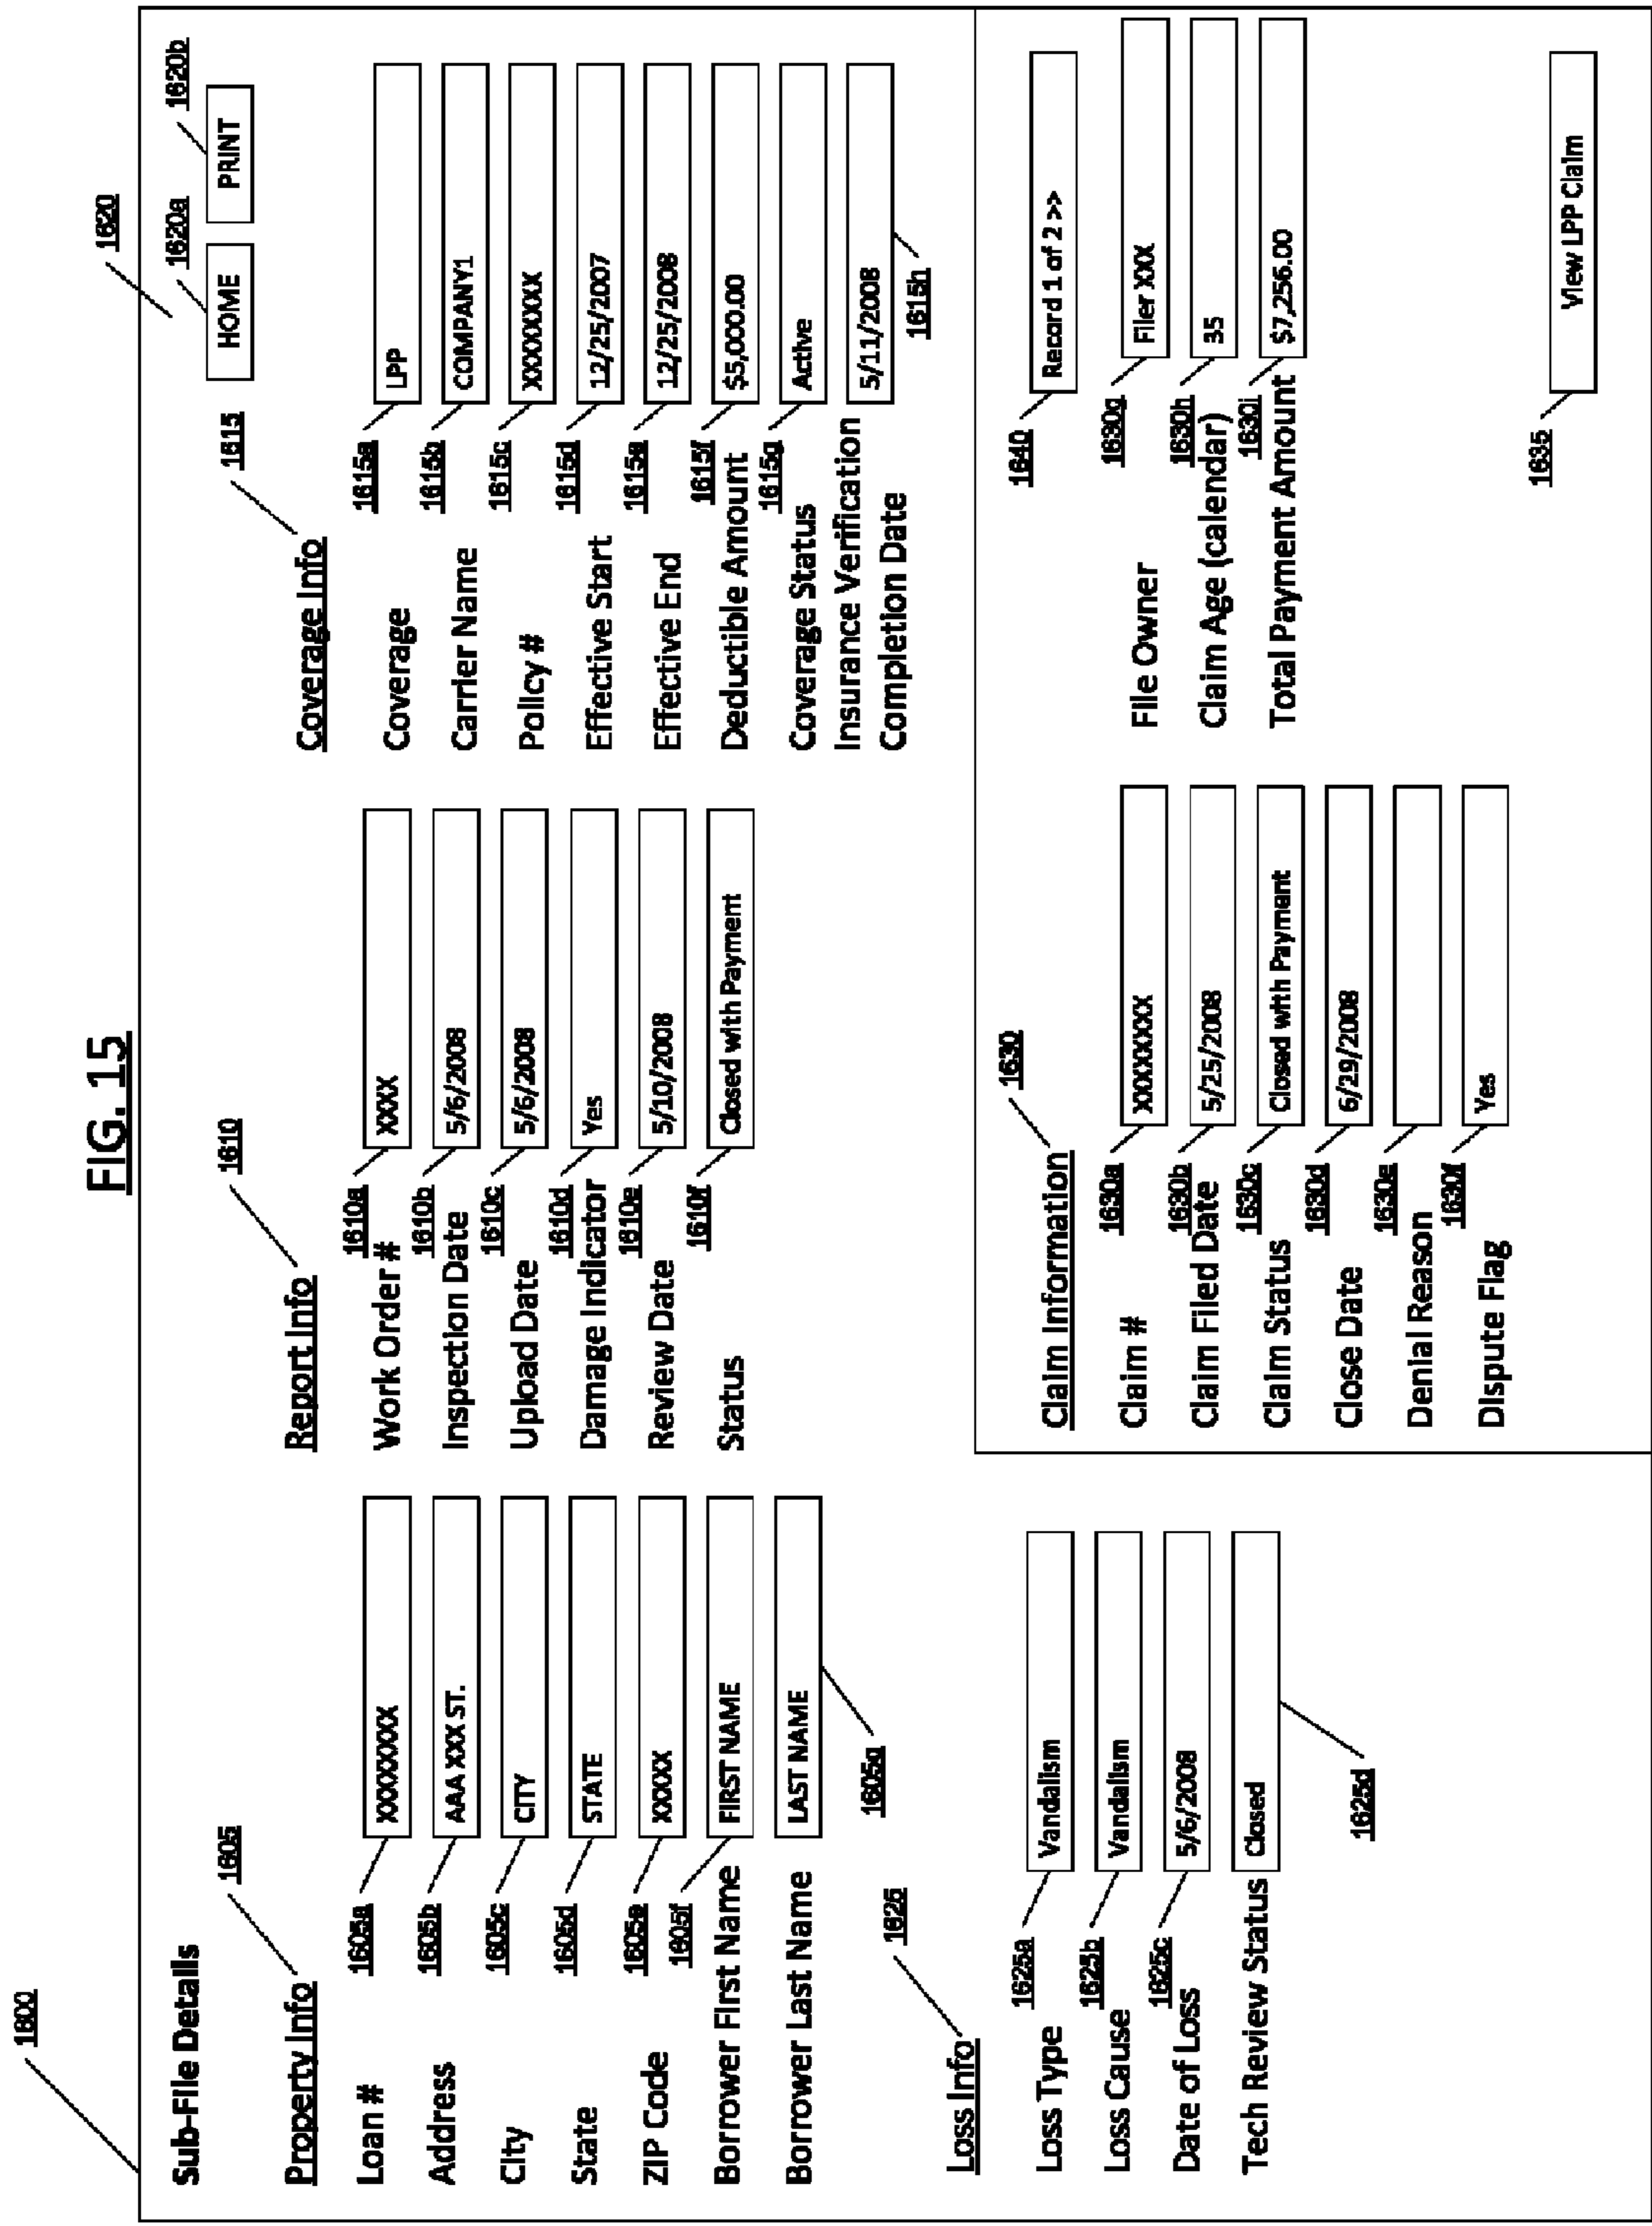 FIG. 15
1600
Sub-File Details
1620
1620a
1620b
HOME
PRINT
1605
Property Info
Loan #
1605a
XXXXXXX
Address
1605b
AAA XXX ST.
City
1605c
CITY
State
1605d
STATE
ZIP Code
1605e
XXXXX
1605f
Borrower First Name
FIRST NAME
Borrower Last Name
LAST NAME
1605g
1610
Report Info
1610a
Work Order #
XXXX
1610b
Inspection Date
5/6/2008
1610c
Upload Date
5/6/2008
1610d
Damage Indicator
Yes
1610e
Review Date
5/10/2008
1610f
Status
Closed with Payment
1615
Coverage Info
1615a
Coverage
LPP
1615b
Carrier Name
COMPANY1
1615c
Policy #
XXXXXXX
1615d
Effective Start
12/25/2007
1615e
Effective End
12/25/2008
1615f
Deductible Amount
$5,000.00
1615g
Coverage Status
Active
Insurance Verification
Completion Date
5/11/2008
1615h
1625
Loss Info
1625a
Loss Type
Vandalism
1625b
Loss Cause
Vandalism
1625c
Date of Loss
5/6/2008
Tech Review Status
Closed
1625d
1630
Claim Information
1630a
Claim #
XXXXXXX
1630b
Claim Filed Date
5/25/2008
1630c
Claim Status
Closed with Payment
1630d
Close Date
6/29/2008
1630e
Denial Reason
1630f
Dispute Flag
Yes
1640
Record 1 of 2 >>
1630g
File Owner
Filer XXX
1630h
Claim Age (calendar)
35
1630i
Total Payment Amount
$7,256.00
1635
View LPP Claim